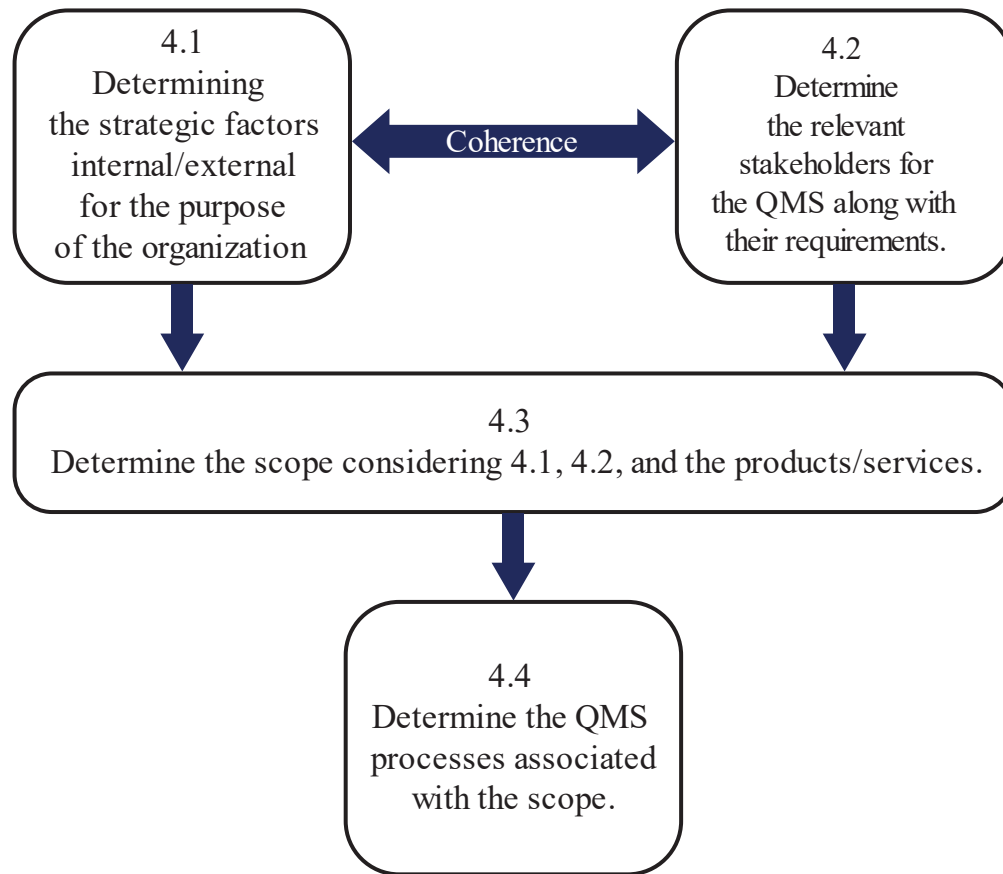 4.1
Determining
the strategic factors
internal/external
for the purpose
of the organization
Coherence
4.2
Determine
the relevant
stakeholders for
the QMS along with
their requirements.
4.3
Determine the scope considering 4.1, 4.2, and the products/services.
4.4
Determine the QMS
processes associated
with the scope.